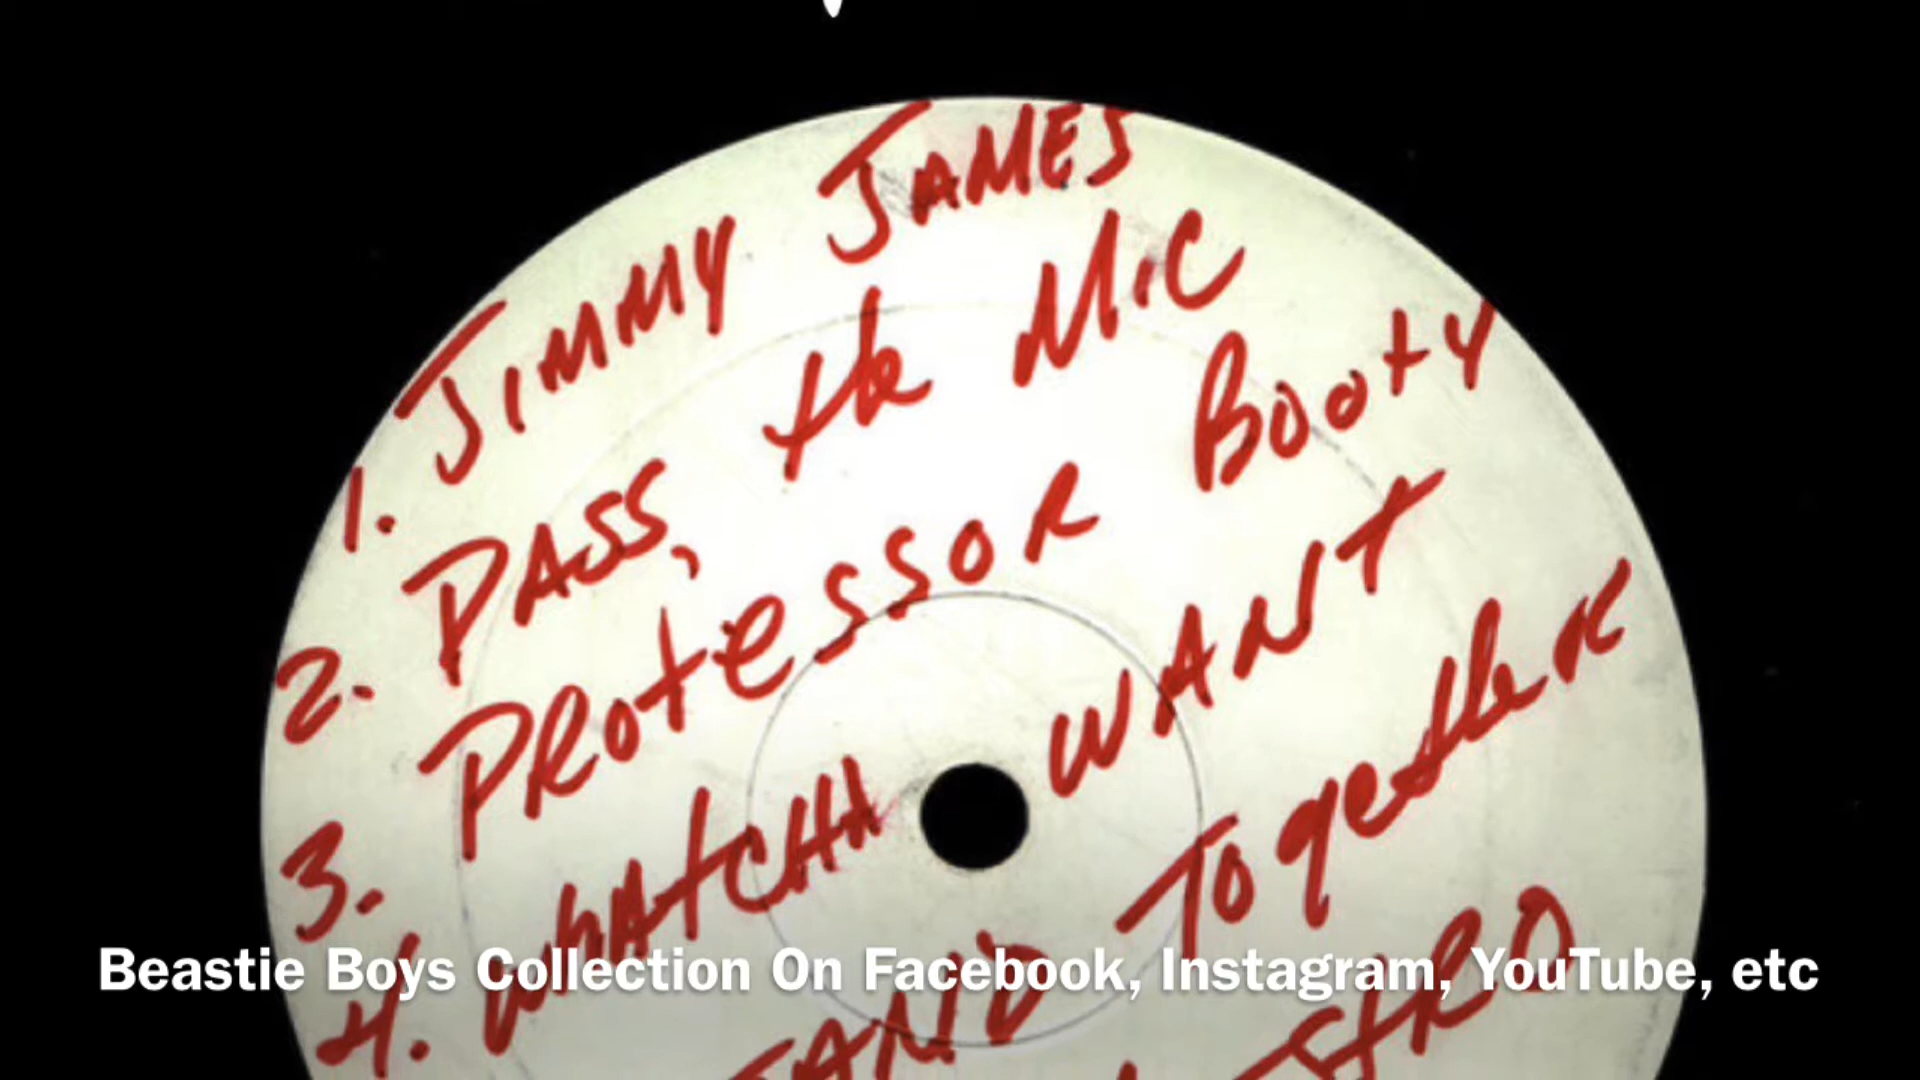 1. JIMMY JAMES
2. PASS, the Mic
3. PROfeSSOR Booty
4. WhATCHA WANT
STAND Together
Beastie Boys Collection On Facebook, Instagram, YouTube, etc